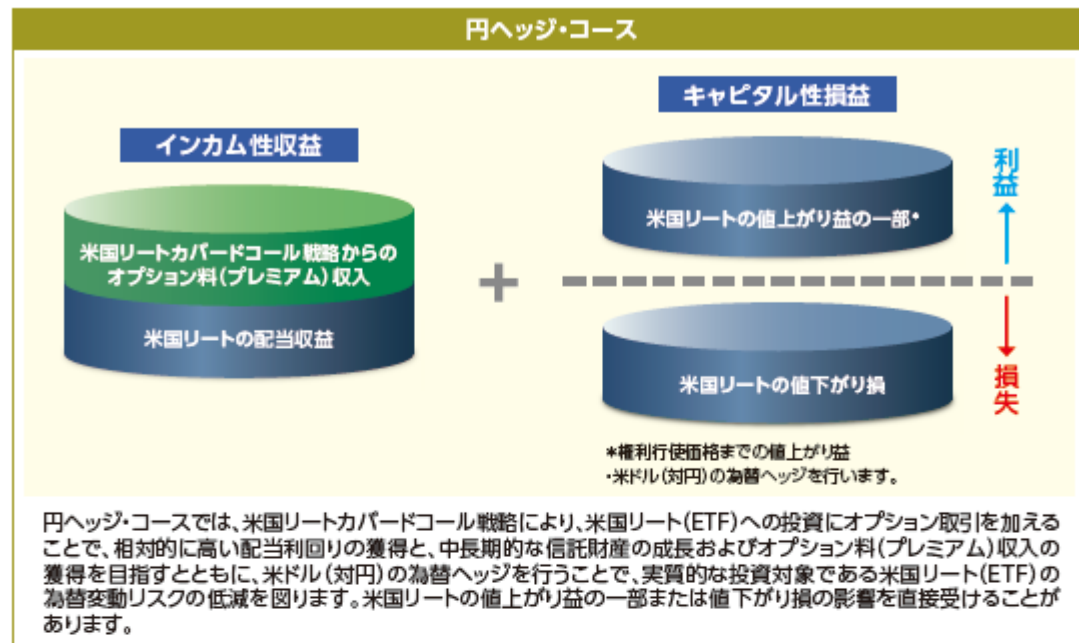 円ヘッジ・コース
インカム性収益
米国リートカバードコール戦略からの
オプション料(プレミアム)収入
米国リートの配当収益
+
キャピタル性損益
米国リートの値上がり益の一部*
米国リートの値下がり損
利益
損失
*権利行使価格までの値上がり益
・米ドル(対円)の為替ヘッジを行います。
円ヘッジ・コースでは、米国リートカバードコール戦略により、米国リート(ETF)への投資にオプション取引を加える
ことで、相対的に高い配当利回りの獲得と、中長期的な信託財産の成長およびオプション料(プレミアム)収入の
獲得を目指すとともに、米ドル(対円)の為替ヘッジを行うことで、実質的な投資対象である米国リート(ETF)の
為替変動リスクの低減を図ります。米国リートの値上がり益の一部または値下がり損の影響を直接受けることが
あります。